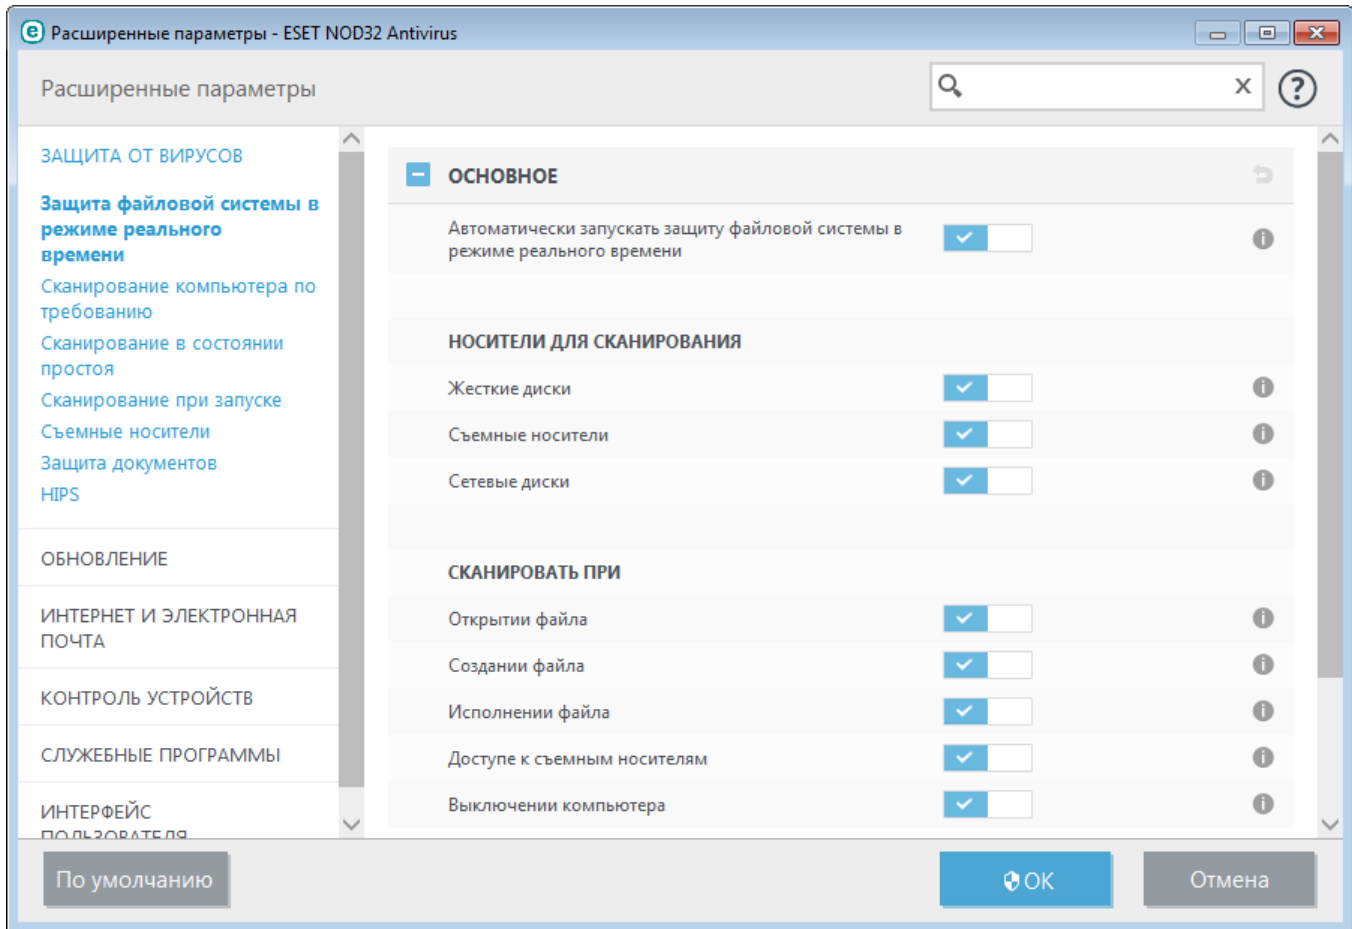 Расширенные параметры - ESET NOD32 Antivirus
Расширенные параметры
x
?
ЗАЩИТА ОТ ВИРУСОВ
Защита файловой системы в
режиме реального
времени
Сканирование компьютера по
требованию
Сканирование в состоянии
простоя
Сканирование при запуске
Съемные носители
Защита документов
HIPS
ОБНОВЛЕНИЕ
ИНТЕРНЕТ И ЭЛЕКТРОННАЯ
ПОЧТА
КОНТРОЛЬ УСТРОЙСТВ
СЛУЖЕБНЫЕ ПРОГРАММЫ
ИНТЕРФЕЙС
ПОЛЬЗОВАТЕЛЯ
ОСНОВНОЕ
Автоматически запускать защиту файловой системы в
режиме реального времени
НОСИТЕЛИ ДЛЯ СКАНИРОВАНИЯ
Жесткие диски
Съемные носители
Сетевые диски
СКАНИРОВАТЬ ПРИ
Открытии файла
Создании файла
Исполнении файла
Доступе к съемным носителям
Выключении компьютера
По умолчанию
ОК
Отмена